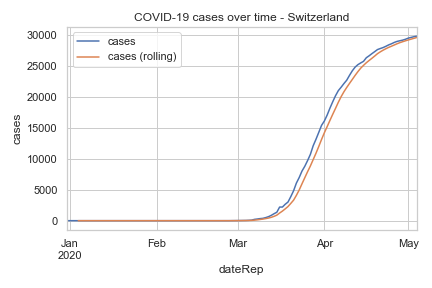 COVID-19 cases over time - Switzerland
cases
cases (rolling)
30000
25000
20000
15000
10000
5000
0
cases
Jan
2020
Feb
Mar
Apr
May
dateRep